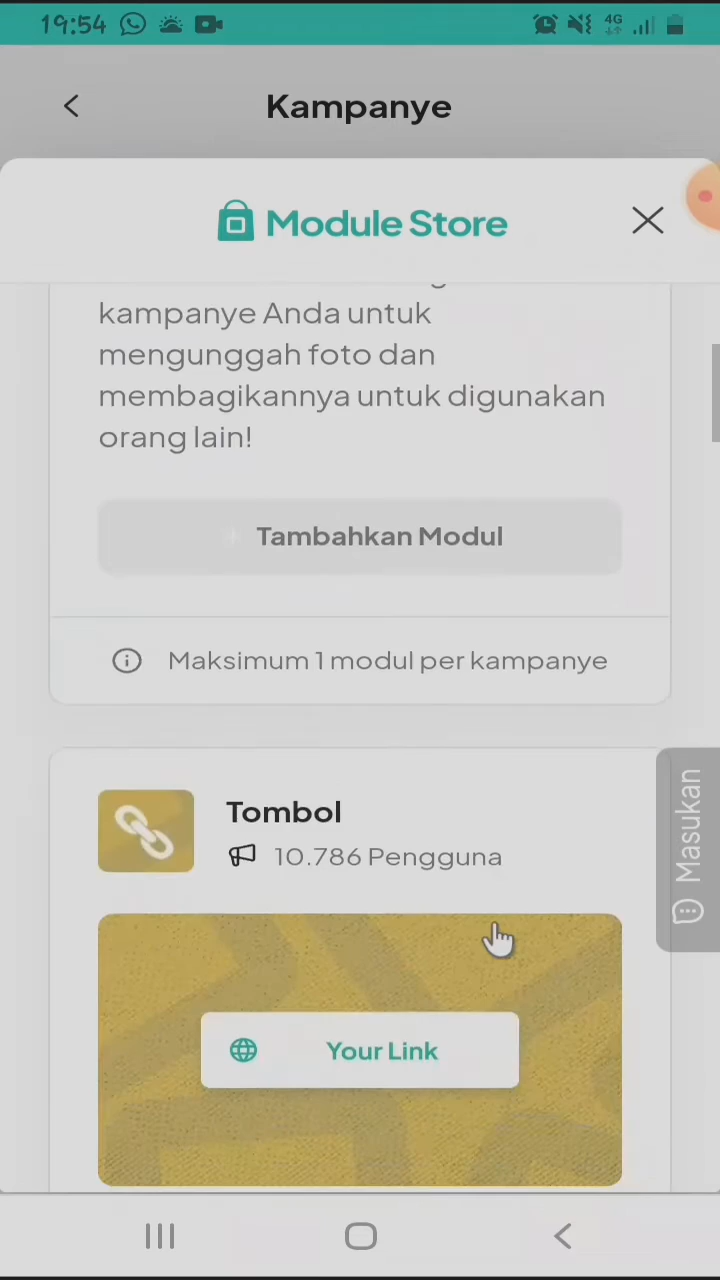 19:54
4G
Kampanye
Module Store
kampanye Anda untuk
mengunggah foto dan
membagikannya untuk digunakan
orang lain!
Tambahkan Modul
Maksimum 1 modul per kampanye
Tombol
10.786 Pengguna
Masukan
Your Link